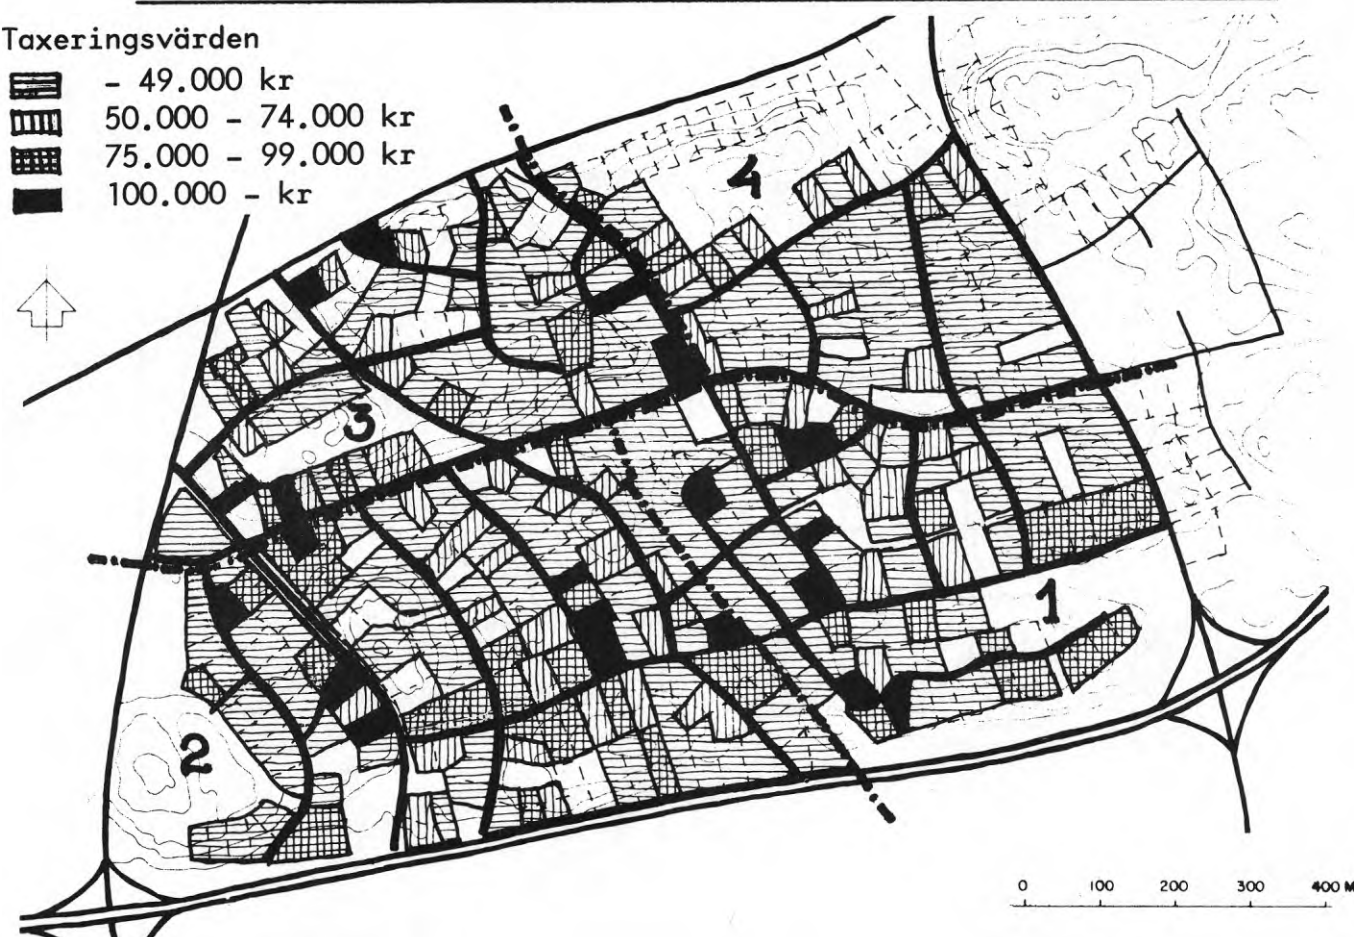 Taxeringsvärden
- 49.000 kr
50.000 - 74.000 kr
75.000 - 99.000 kr
100.000 - kr
4
3
1
2
0 100 200 300 400 M